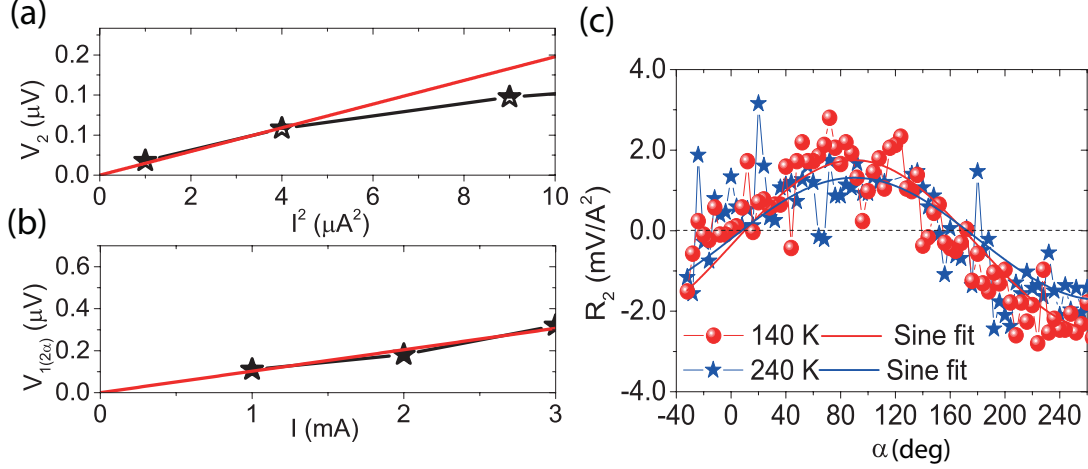 (a)
V2 (μV)
0.2
0.1
0.1
0.0
0 2 4 6 8 10
I² (μA²)
(b)
V1(2α) (μV)
0.6
0.4
0.2
0.0
0 1 2 3
I (mA)
(c)
R2 (mV/A²)
4.0
2.0
0.0
-2.0
-4.0
140 K Sine fit
240 K Sine fit
-40 0 40 80 120 160 200 240
α (deg)